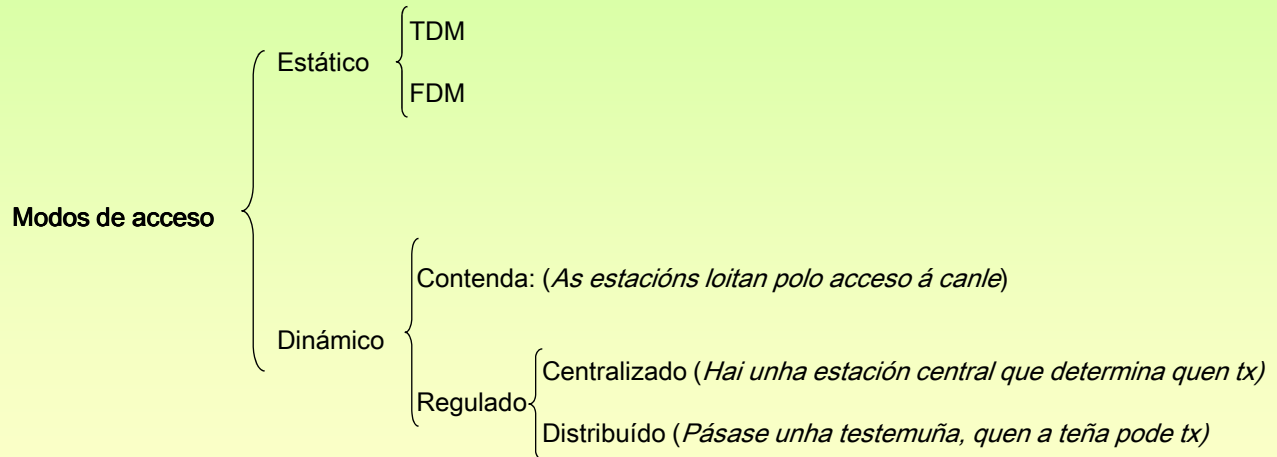 TDM
Estático
FDM
Modos de acceso
Contenda: (As estacións loitan polo acceso á canle)
Dinámico
Centralizado (Hai unha estación central que determina quen tx)
Regulado
Distribuído (Pásase unha testemuña, quen a teña pode tx)